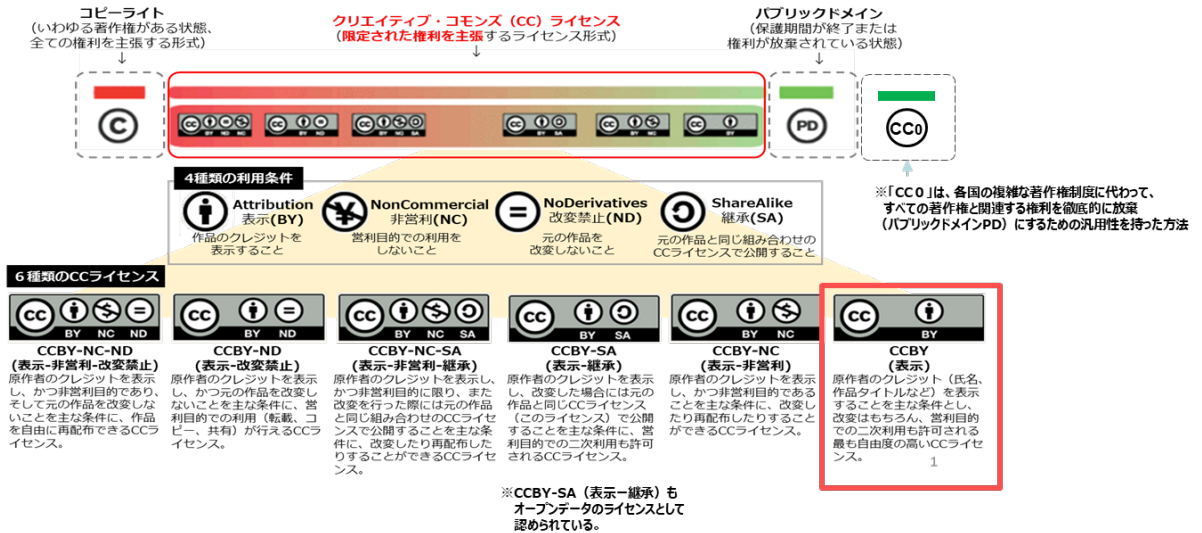 コピーライト
(いわゆる著作権がある状態、
全ての権利を主張する形式)
↓
クリエイティブ・コモンズ（CC）ライセンス
(限定された権利を主張するライセンス形式)
↓
パブリックドメイン
(保護期間が終了または
権利が放棄されている状態)
↓
C
CC BY NC ND
CC BY ND
CC BY NC SA
CC BY SA
CC BY NC
CC BY
PD
CC0
※「CC０」は、各国の複雑な著作権制度に代わって、
すべての著作権と関連する権利を徹底的に放棄
（パブリックドメインPD）にするための汎用性を持った方法
4種類の利用条件
Attribution
表示(BY)
作品のクレジットを
表示すること
NonCommercial
非営利(NC)
営利目的での利用を
しないこと
NoDerivatives
改変禁止(ND)
元の作品を
改変しないこと
ShareAlike
継承(SA)
元の作品と同じ組み合わせの
CCライセンスで公開すること
６種類のCCライセンス
CC BY NC ND
CCBY-NC-ND
(表示-非営利-改変禁止)
原作者のクレジットを表示
し、かつ非営利目的であり、
そして元の作品を改変しな
いことを主な条件に、作品
を自由に再配布できるCCラ
イセンス。
CC BY ND
CCBY-ND
(表示-改変禁止)
原作者のクレジットを表示
し、かつ元の作品を改変し
ないことを主な条件に、営
利目的での利用（転載、コ
ピー、共有）が行えるCCラ
イセンス。
CC BY NC SA
CCBY-NC-SA
(表示-非営利-継承)
原作者のクレジットを表示し、
かつ非営利目的に限り、また
改変を行った際には元の作品
と同じ組み合わせのCCライセ
ンスで公開することを主な条
件に、改変したり再配布した
りすることができるCCライセ
ンス。
CC BY SA
CCBY-SA
(表示-継承)
原作者のクレジットを表示
し、改変した場合には元の
作品と同じCCライセンス
（このライセンス）で公開
することを主な条件に、営
利目的での二次利用も許可
されるCCライセンス。
CC BY NC
CCBY-NC
(表示-非営利)
原作者のクレジットを表示
し、かつ非営利目的である
ことを主な条件に、改変し
たり再配布したりすること
ができるCCライセンス。
CC BY
CCBY
(表示)
原作者のクレジット（氏名、
作品タイトルなど）を表示
することを主な条件とし、
改変はもちろん、営利目的
での二次利用も許可される
最も自由度の高いCCライセ
ンス。
1
※CCBY-SA（表示ー継承）も
オープンデータのライセンスとして
認められている。